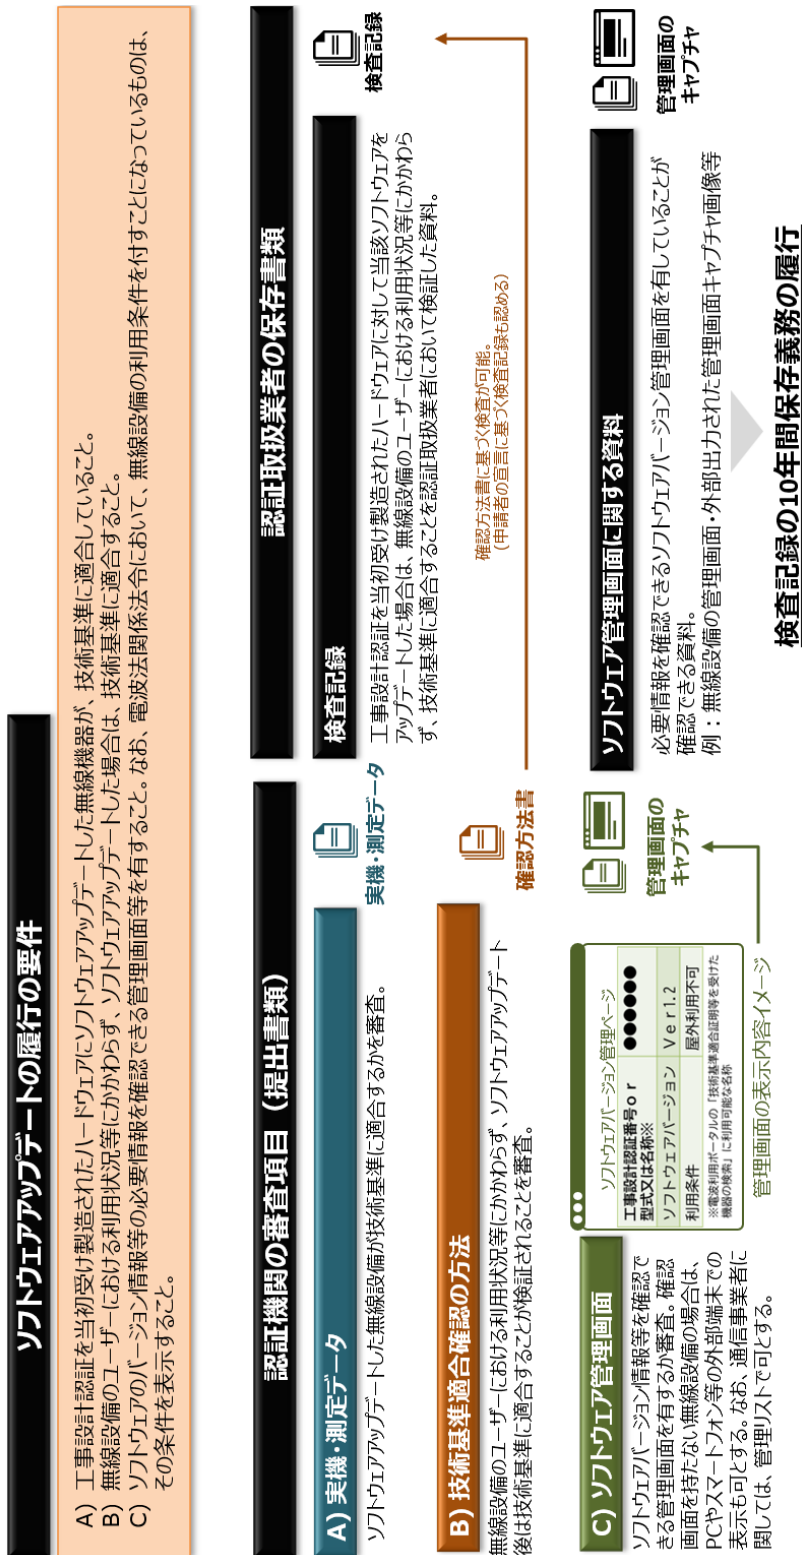 ソフトウェアアップデートの履行の要件
A) 工事設計認証を当初受け製造されたハードウェアにソフトウェアアップデートした無線機器が、技術基準に適合していること。
B) 無線設備のユーザーにおける利用状況等にかかわらず、ソフトウェアアップデートした場合は、技術基準に適合すること。
C) ソフトウェアのバージョン情報等の必要情報を確認できる管理画面等を有すること。なお、電波法関係法令において、無線設備の利用条件を付すことになっているものは、
その条件を表示すること。
認証機関の審査項目（提出書類）
A) 実機・測定データ
ソフトウェアアップデートした無線設備が技術基準に適合するかを審査。
実機・測定データ
B) 技術基準適合確認の方法
無線設備のユーザーにおける利用状況等にかかわらず、ソフトウェアアップデート
後は技術基準に適合することが検証されることを審査。
確認方法書
C) ソフトウェア管理画面
ソフトウェアバージョン情報等を確認で
きる管理画面を有するか審査。確認
画面を持たない無線設備の場合は、
PCやスマートフォン等の外部端末での
表示も可とする。なお、通信事業者に
関しては、管理リストで可とする。
ソフトウェアバージョン管理ページ
工事設計認証番号or
型式又は名称※
●●●●●●
ソフトウェアバージョン
Ver1.2
利用条件
屋外利用不可
※電波利用ポータルの「技術基準適合証明等を受けた
機器の検索」に利用可能な名称
管理画面の表示内容イメージ
管理画面の
キャプチャ
認証取扱業者の保存書類
検査記録
工事設計認証を当初受け製造されたハードウェアに対して当該ソフトウェアを
アップデートした場合は、無線設備のユーザーにおける利用状況等にかかわら
ず、技術基準に適合することを認証取扱業者において検証した資料。
検査記録
確認方法書に基づく検査が可能。
（申請者の宣言に基づく検査記録も認める）
ソフトウェア管理画面に関する資料
必要情報を確認できるソフトウェアバージョン管理画面を有していることが
確認できる資料。
例：無線設備の管理画面・外部出力された管理画面キャプチャ画像等
管理画面の
キャプチャ
検査記録の10年間保存義務の履行